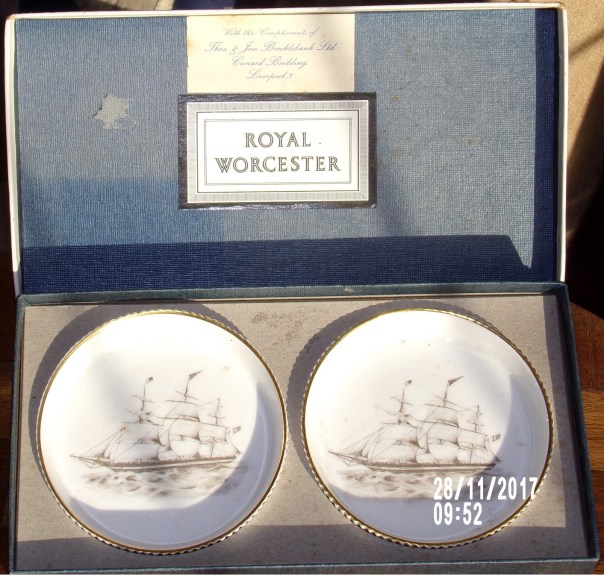 With the Compliments of
Thos. & Jno. Brocklebank Ltd.
Cunard Building,
Liverpool 3
ROYAL
WORCESTER
28/11/2017
09:52